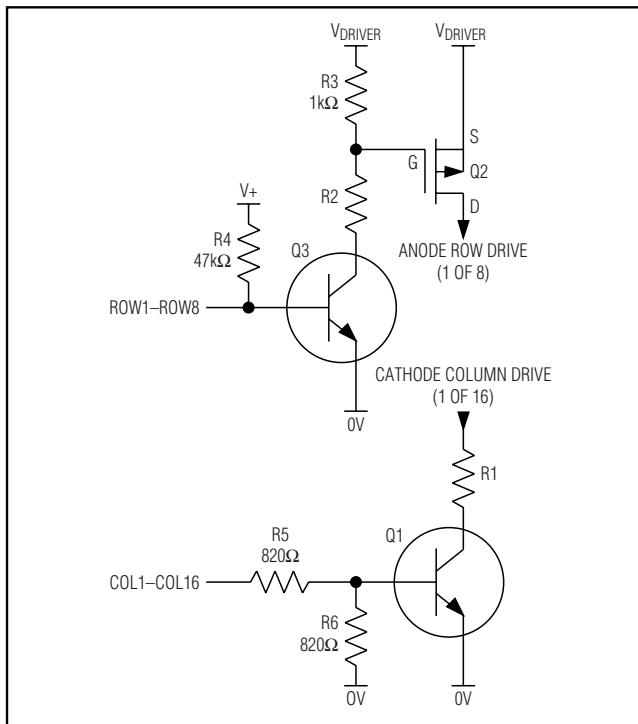 VDRIVER
VDRIVER
R3
1kΩ
S
G
Q2
D
R2
V+
R4
47kΩ
Q3
ANODE ROW DRIVE
(1 OF 8)
ROW1–ROW8
0V
CATHODE COLUMN DRIVE
(1 OF 16)
R1
Q1
R5
820Ω
COL1–COL16
R6
820Ω
0V
0V